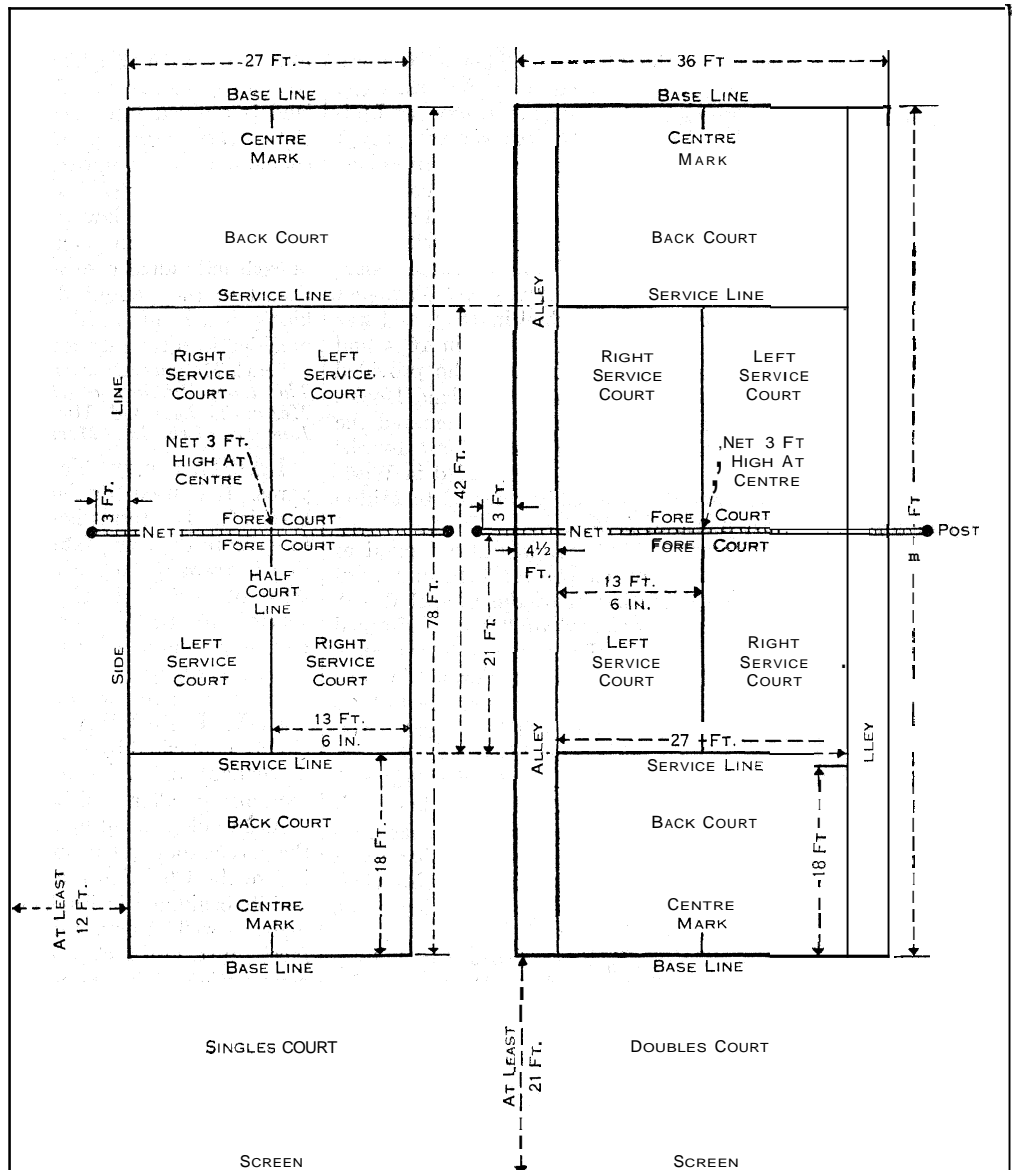 27 FT.
BASE LINE
CENTRE
MARK
BACK COURT
SERVICE LINE
RIGHT
SERVICE
COURT
LEFT
SERVICE
COURT
LINE
NET 3 FT.
HIGH AT
CENTRE
3 FT.
FORE COURT
NET
FORE COURT
HALF
COURT
LINE
SIDE
LEFT
SERVICE
COURT
RIGHT
SERVICE
COURT
13 FT.
6 IN.
SERVICE LINE
BACK COURT
18 FT.
78 FT.
42 FT.
21 FT.
AT LEAST
12 FT.
CENTRE
MARK
BASE LINE
SINGLES COURT
SCREEN
36 FT
BASE LINE
CENTRE
MARK
BACK COURT
ALLEY
SERVICE LINE
RIGHT
SERVICE
COURT
LEFT
SERVICE
COURT
NET 3 FT
HIGH AT
CENTRE
3 FT.
FORE COURT
NET
POST
FORE COURT
4½
FT.
FT
m
13 FT.
6 IN.
LEFT
SERVICE
COURT
RIGHT
SERVICE
COURT
27 FT.
ALLEY
LLEY
SERVICE LINE
BACK COURT
18 FT
CENTRE
MARK
BASE LINE
AT LEAST
21 FT.
DOUBLES COURT
SCREEN